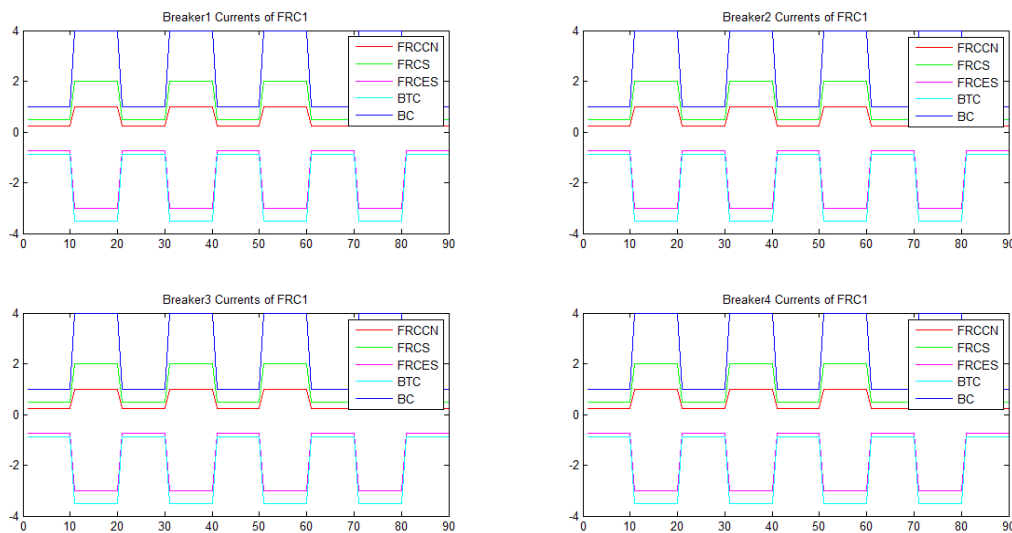 Breaker1 Currents of FRC1
4
2
0
-2
-4
0 10 20 30 40 50 60 70 80 90
FRCCN
FRCS
FRCES
BTC
BC
Breaker2 Currents of FRC1
4
2
0
-2
-4
0 10 20 30 40 50 60 70 80 90
FRCCN
FRCS
FRCES
BTC
BC
Breaker3 Currents of FRC1
4
2
0
-2
-4
0 10 20 30 40 50 60 70 80 90
FRCCN
FRCS
FRCES
BTC
BC
Breaker4 Currents of FRC1
4
2
0
-2
-4
0 10 20 30 40 50 60 70 80 90
FRCCN
FRCS
FRCES
BTC
BC